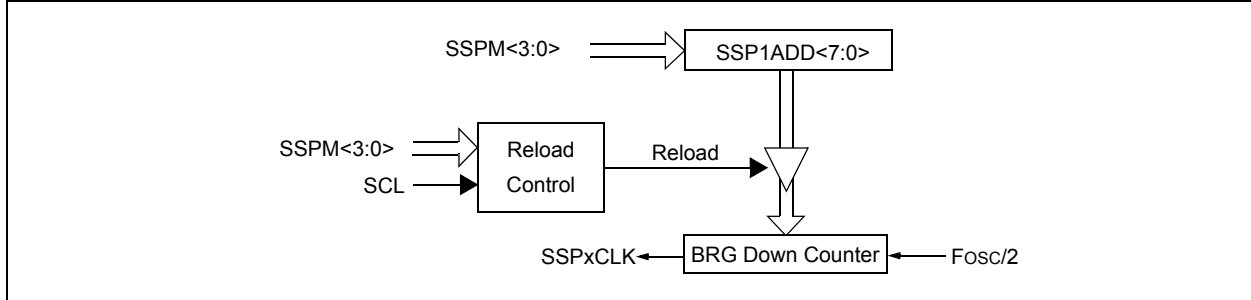 SSPM<3:0>
SSP1ADD<7:0>
SSPM<3:0>
Reload
Control
Reload
SCL
SSPxCLK
BRG Down Counter
FOSC/2